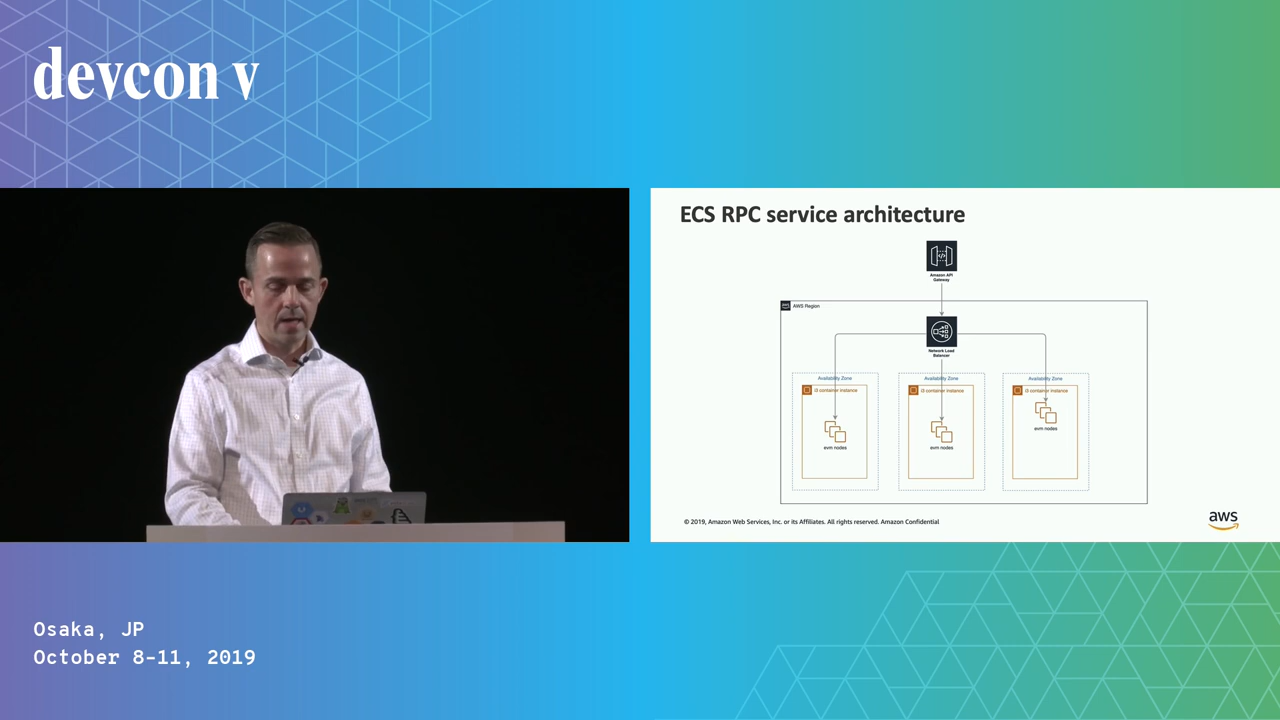 devcon v
ECS RPC service architecture
Amazon API
Gateway
AWS Region
Network Load
Balancer
Availability Zone
Availability Zone
Availability Zone
i3 container instance
i3 container instance
i3 container instance
evm nodes
evm nodes
evm nodes
© 2019, Amazon Web Services, Inc. or its Affiliates. All rights reserved. Amazon Confidential
aws
Osaka, JP
October 8-11, 2019